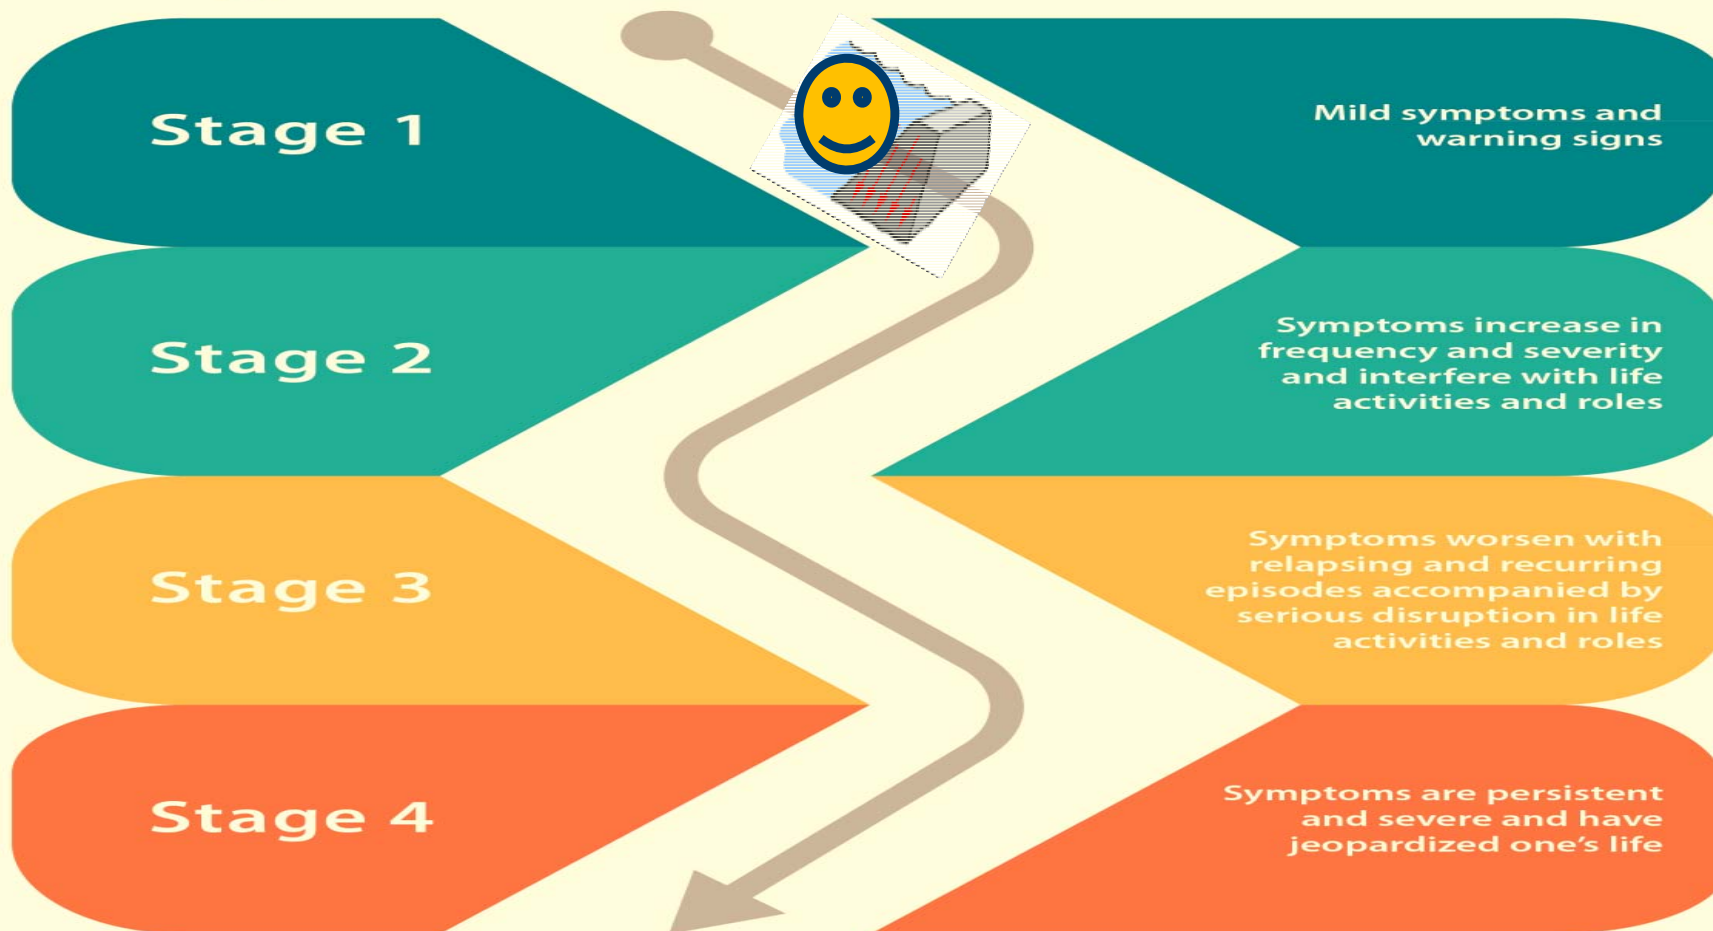 Stage 1
Mild symptoms and
warning signs
Stage 2
Symptoms increase in
frequency and severity
and interfere with life
activities and roles
Stage 3
Symptoms worsen with
relapsing and recurring
episodes accompanied by
serious disruption in life
activities and roles
Stage 4
Symptoms are persistent
and severe and have
jeopardized one’s life